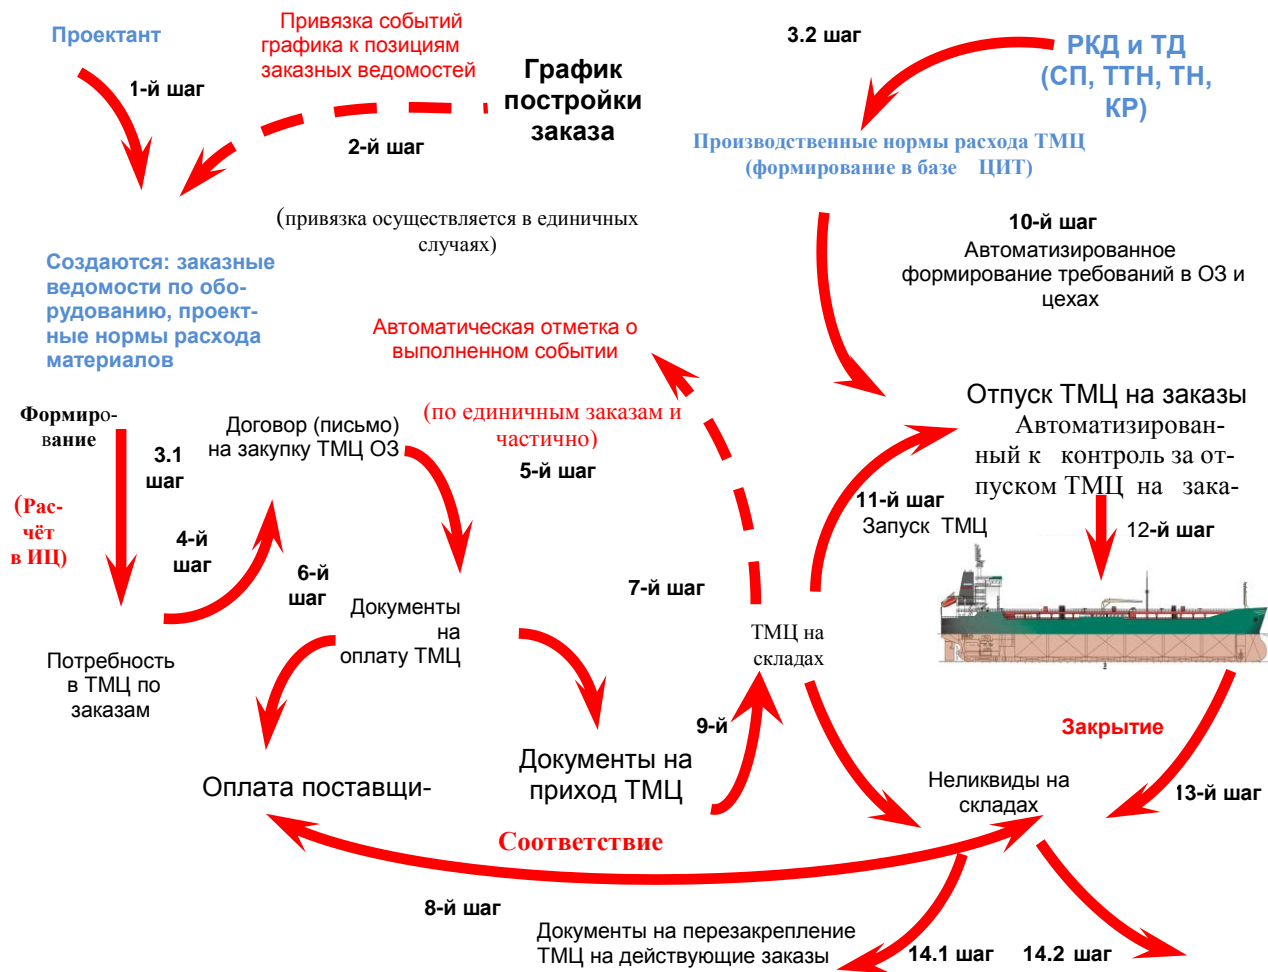 Проектант
1-й шаг
Привязка событий
графика к позициям
заказных ведомостей
График
постройки
заказа
2-й шаг
(привязка осуществляется в единичных
случаях)
3.2 шаг
РКД и ТД
(СП, ТТН, ТН,
КР)
Производственные нормы расхода ТМЦ
(формирование в базе ЦИТ)
10-й шаг
Автоматизированное
формирование требований в ОЗ и
цехах
Создаются: заказные
ведомости по обо-
рудованию, проект-
ные нормы расхода
материалов
Автоматическая отметка о
выполненном событии
(по единичным заказам и
частично)
5-й шаг
Формиро-
вание
3.1
шаг
(Рас-
чёт
в ИЦ)
Договор (письмо)
на закупку ТМЦ ОЗ
4-й
шаг
6-й
шаг
Документы
на
оплату ТМЦ
7-й шаг
Отпуск ТМЦ на заказы
Автоматизирован-
ный к контроль за от-
пуском ТМЦ на зака-
11-й шаг
Запуск ТМЦ
12-й шаг
ТМЦ на
складах
Потребность
в ТМЦ по
заказам
9-й
Документы на
приход ТМЦ
Оплата поставщи-
Соответствие
8-й шаг
Закрытие
Неликвиды на
складах
13-й шаг
Документы на перезакрепление
ТМЦ на действующие заказы
14.1 шаг
14.2 шаг